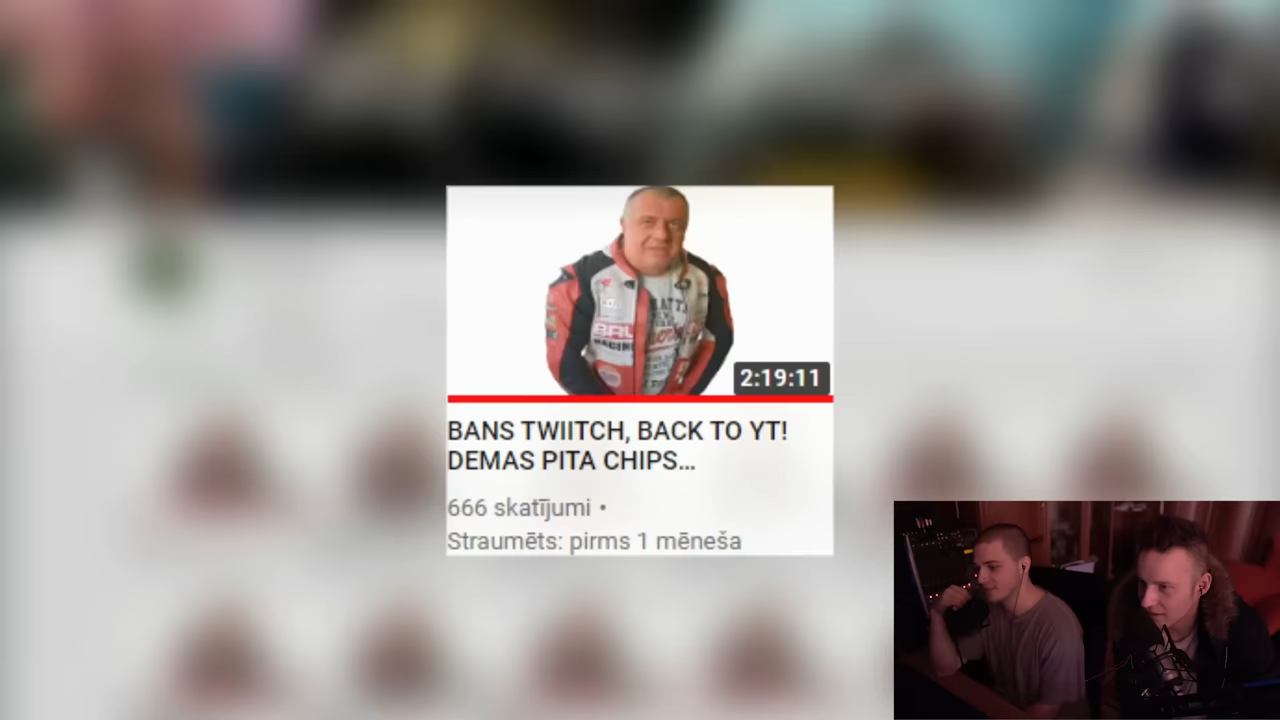 2:19:11
BANS TWIITCH, BACK TO YT!
DEMAS PITA CHIPS...
666 skatījumi •
Straumēts: pirms 1 mēneša